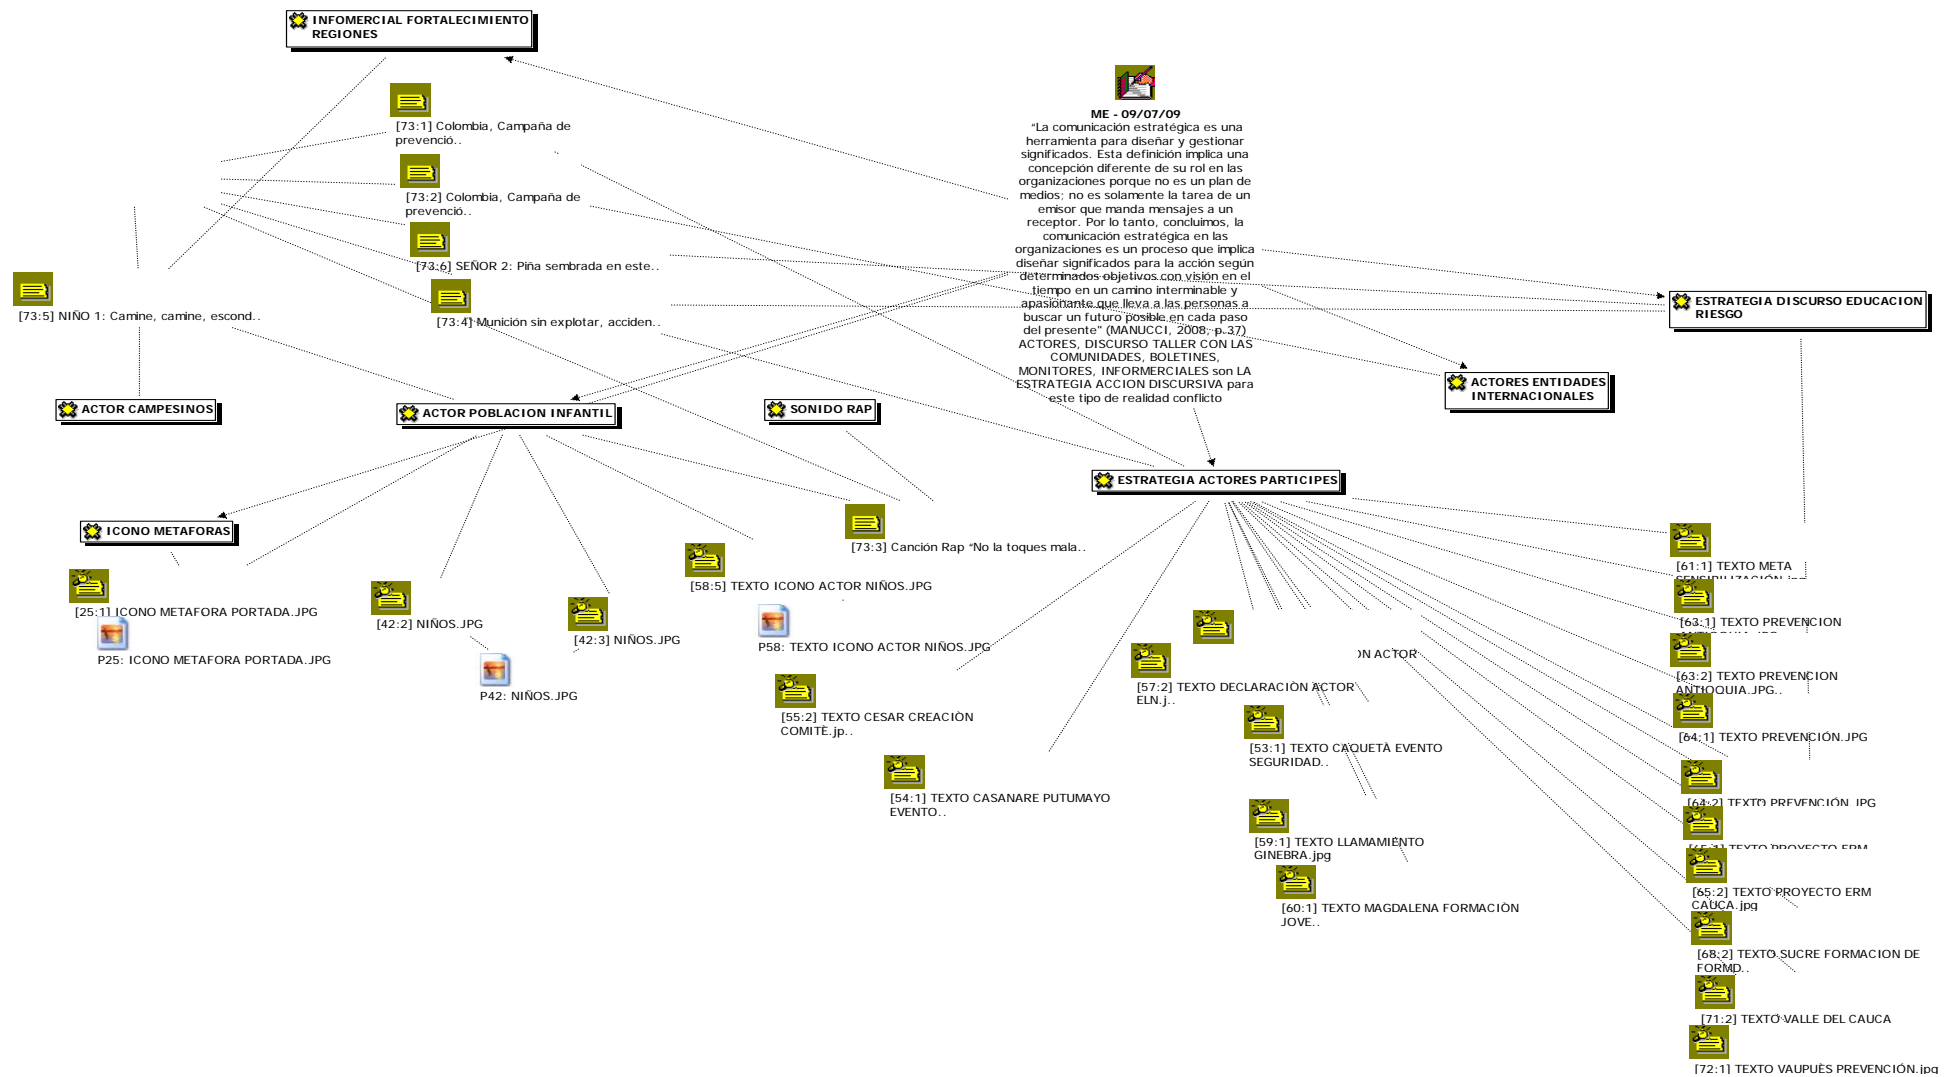 INFOMERCIAL FORTALECIMIENTO
REGIONES
[73:1] Colombia, Campaña de
prevenció..
[73:2] Colombia, Campaña de
prevenció..
[73:6] SEÑOR 2: Piña sembrada en este..
[73:4] Munición sin explotar, acciden..
[73:5] NIÑO 1: Camine, camine, escond..
ME - 09/07/09
"La comunicación estratégica es una
herramienta para diseñar y gestionar
significados. Esta definición implica una
concepción diferente de su rol en las
organizaciones porque no es un plan de
medios; no es solamente la tarea de un
emisor que manda mensajes a un
receptor. Por lo tanto, concluimos, la
comunicación estratégica en las
organizaciones es un proceso que implica
diseñar significados para la acción según
determinados objetivos con visión en el
tiempo en un camino interminable y
apasionante que lleva a las personas a
buscar un futuro posible en cada paso
del presente" (MANUCCI, 2008; p.37)
ACTORES, DISCURSO TALLER CON LAS
COMUNIDADES, BOLETINES,
MONITORES, INFORMERCIALES son LA
ESTRATEGIA ACCION DISCURSIVA para
este tipo de realidad conflicto
ESTRATEGIA DISCURSO EDUCACION
RIESGO
ACTORES ENTIDADES
INTERNACIONALES
ACTOR CAMPESINOS
ACTOR POBLACION INFANTIL
SONIDO RAP
ESTRATEGIA ACTORES PARTICIPES
ICONO METAFORAS
[73:3] Canción Rap "No la toques mala..
[25:1] ICONO METAFORA PORTADA.JPG
P25: ICONO METAFORA PORTADA.JPG
[42:2] NIÑOS.JPG
[42:3] NIÑOS.JPG
P42: NIÑOS.JPG
[58:5] TEXTO ICONO ACTOR NIÑOS.JPG
P58: TEXTO ICONO ACTOR NIÑOS.JPG
[55:2] TEXTO CESAR CREACIÒN
COMITÈ.jp..
[54:1] TEXTO CASANARE PUTUMAYO
EVENTO..
ACTOR
[57:2] TEXTO DECLARACIÒN ACTOR
ELN.j..
[53:1] TEXTO CAQUETÀ EVENTO
SEGURIDAD..
[59:1] TEXTO LLAMAMIENTO
GINEBRA.jpg
[60:1] TEXTO MAGDALENA FORMACIÒN
JOVE..
[61:1] TEXTO META
SENSIBILIZACIÓN.jpg
[63:1] TEXTO PREVENCION
[63:2] TEXTO PREVENCION
ANTIOQUIA.JPG..
[64:1] TEXTO PREVENCIÓN.JPG
[64:2] TEXTO PREVENCIÓN.JPG
[65:1] TEXTO PROYECTO ERM
[65:2] TEXTO PROYECTO ERM
CAUCA.jpg
[68:2] TEXTO SUCRE FORMACION DE
FORMD..
[71:2] TEXTO VALLE DEL CAUCA
[72:1] TEXTO VAUPUÈS PREVENCIÓN.jpg